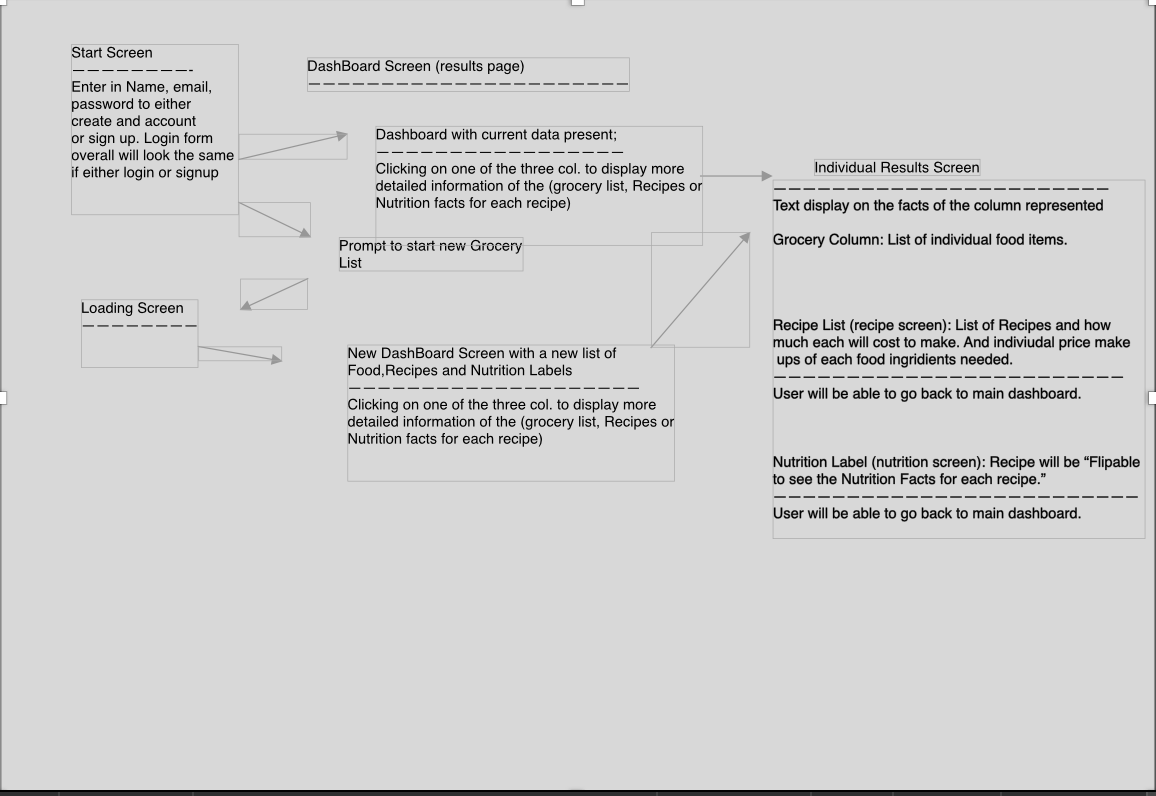 Start Screen
— — — — — — — —-
Enter in Name, email,
password to either
create and account
or sign up. Login form
overall will look the same
if either login or signup
DashBoard Screen (results page)
— — — — — — — — — — — — — — — — — — — — — —
Dashboard with current data present;
— — — — — — — — — — — — — — — — —
Clicking on one of the three col. to display more
detailed information of the (grocery list, Recipes or
Nutrition facts for each recipe)
Prompt to start new Grocery
List
Loading Screen
— — — — — — — —
New DashBoard Screen with a new list of
Food,Recipes and Nutrition Labels
— — — — — — — — — — — — — — — — — — — —
Clicking on one of the three col. to display more
detailed information of the (grocery list, Recipes or
Nutrition facts for each recipe)
Individual Results Screen
— — — — — — — — — — — — — — — — — — — — — — —
Text display on the facts of the column represented
Grocery Column: List of individual food items.
Recipe List (recipe screen): List of Recipes and how
much each will cost to make. And indiviudal price make
ups of each food ingridients needed.
— — — — — — — — — — — — — — — — — — — — — — — —
User will be able to go back to main dashboard.
Nutrition Label (nutrition screen): Recipe will be “Flipable
to see the Nutrition Facts for each recipe.”
— — — — — — — — — — — — — — — — — — — — — — — — —
User will be able to go back to main dashboard.